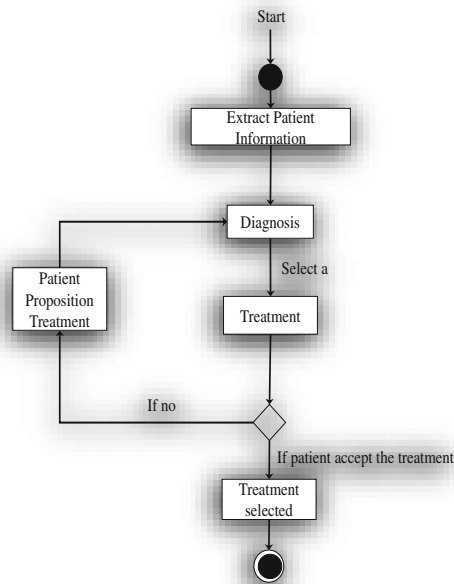 Start
Extract Patient
Information
Diagnosis
Select a
Patient
Proposition
Treatment
Treatment
If no
If patient accept the treatment
Treatment
selected